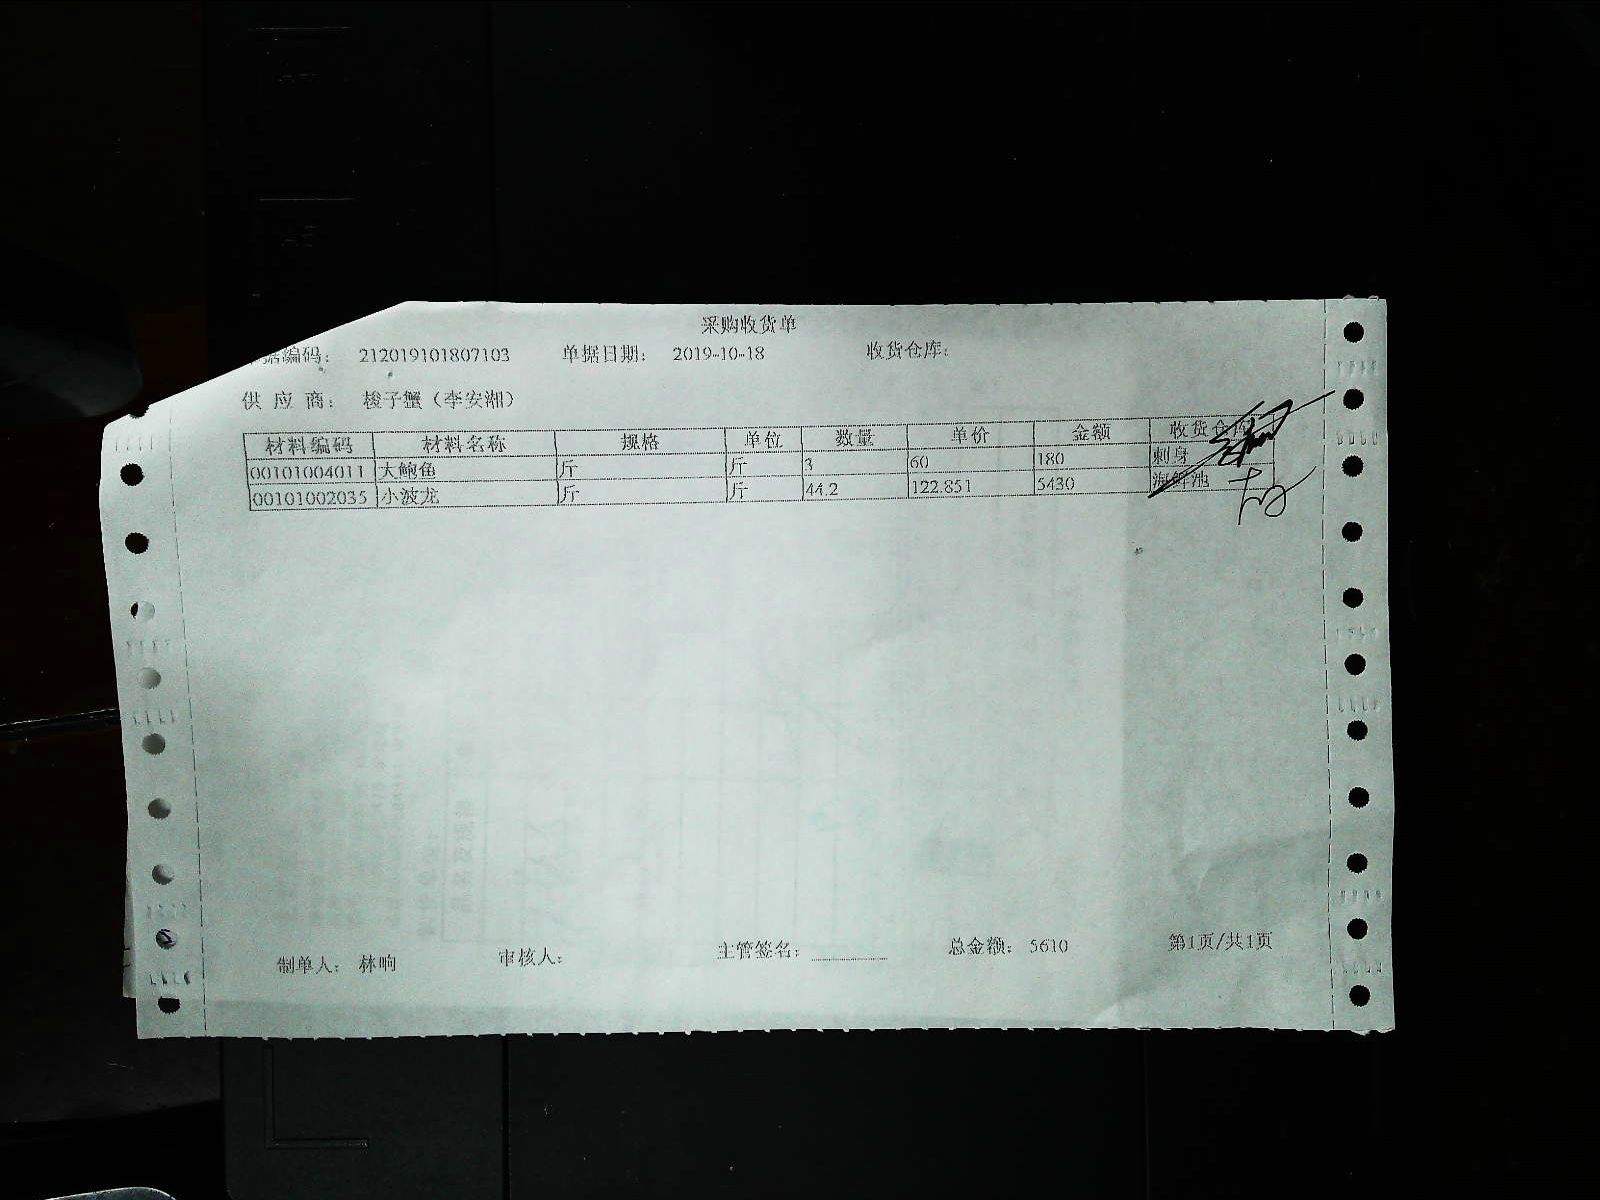 采购收货单
据编码： 212019101807103 单据日期： 2019-10-18 收货仓库：
供 应 商： 梭子蟹（李安湘）
材料编码 材料名称 规格 单位 数量 单价 金额 收货仓库
00101004011 大鲍鱼 斤 斤 3 60 180 刺身
00101002035 小波龙 斤 斤 44.2 122.851 5430 海鲜池
制单人： 林晌 审核人： 主管签名： 总金额： 5610 第1页/共1页